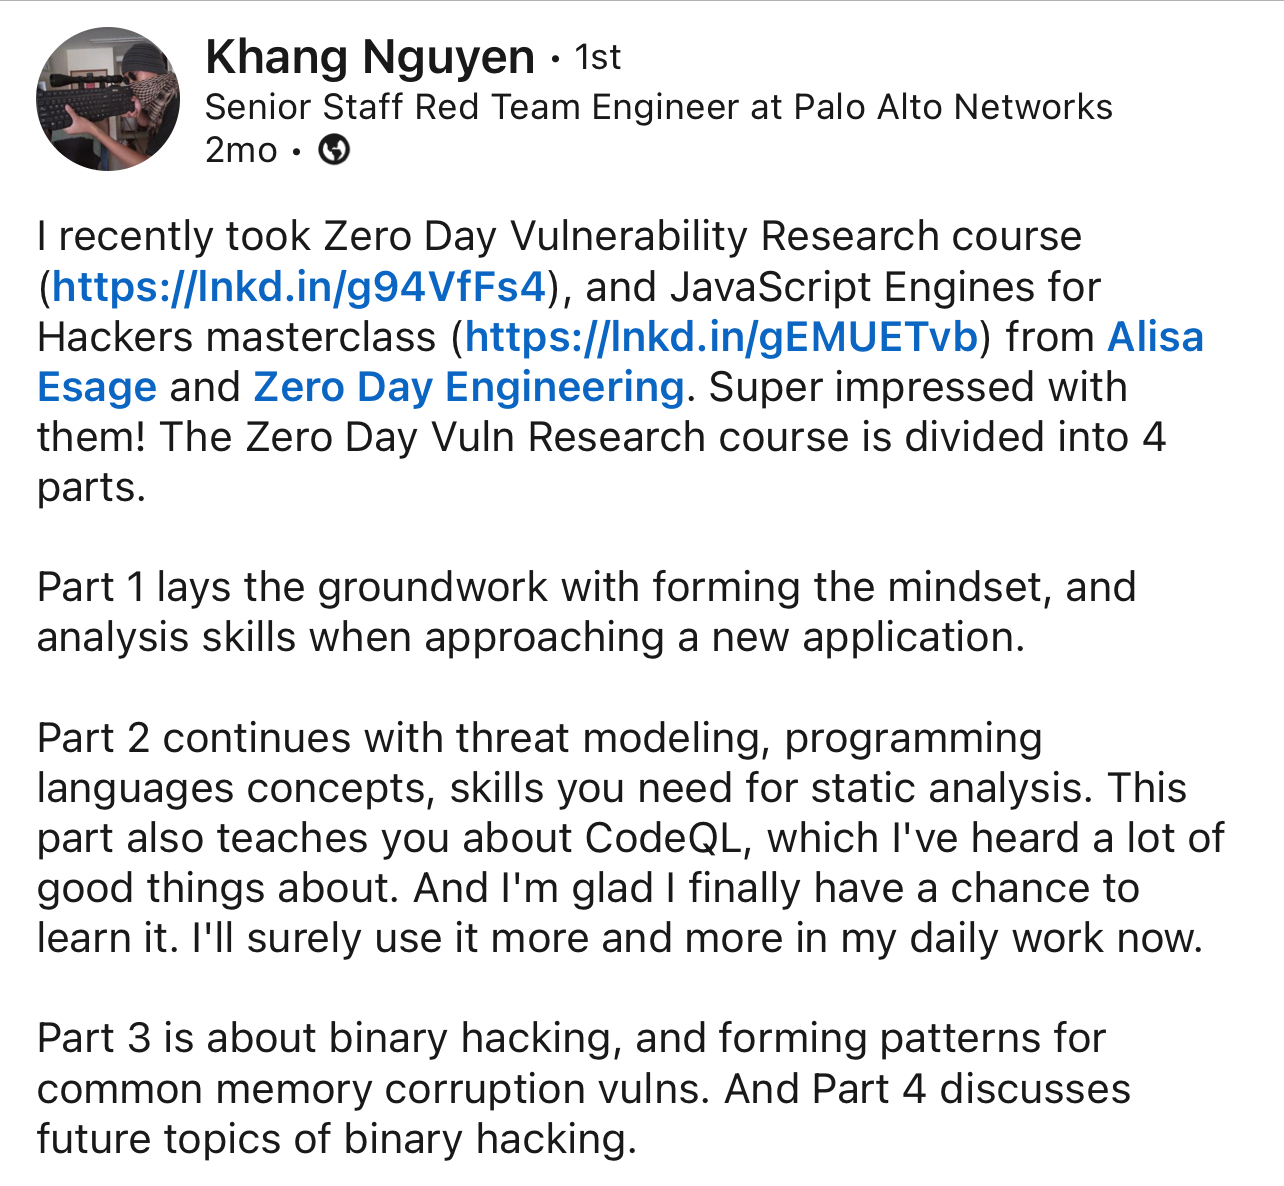 Khang Nguyen · 1st
Senior Staff Red Team Engineer at Palo Alto Networks
2mo ·
I recently took Zero Day Vulnerability Research course
(https://lnkd.in/g94VfFs4), and JavaScript Engines for
Hackers masterclass (https://lnkd.in/gEMUETvb) from Alisa
Esage and Zero Day Engineering. Super impressed with
them! The Zero Day Vuln Research course is divided into 4
parts.
Part 1 lays the groundwork with forming the mindset, and
analysis skills when approaching a new application.
Part 2 continues with threat modeling, programming
languages concepts, skills you need for static analysis. This
part also teaches you about CodeQL, which I've heard a lot of
good things about. And I'm glad I finally have a chance to
learn it. I'll surely use it more and more in my daily work now.
Part 3 is about binary hacking, and forming patterns for
common memory corruption vulns. And Part 4 discusses
future topics of binary hacking.